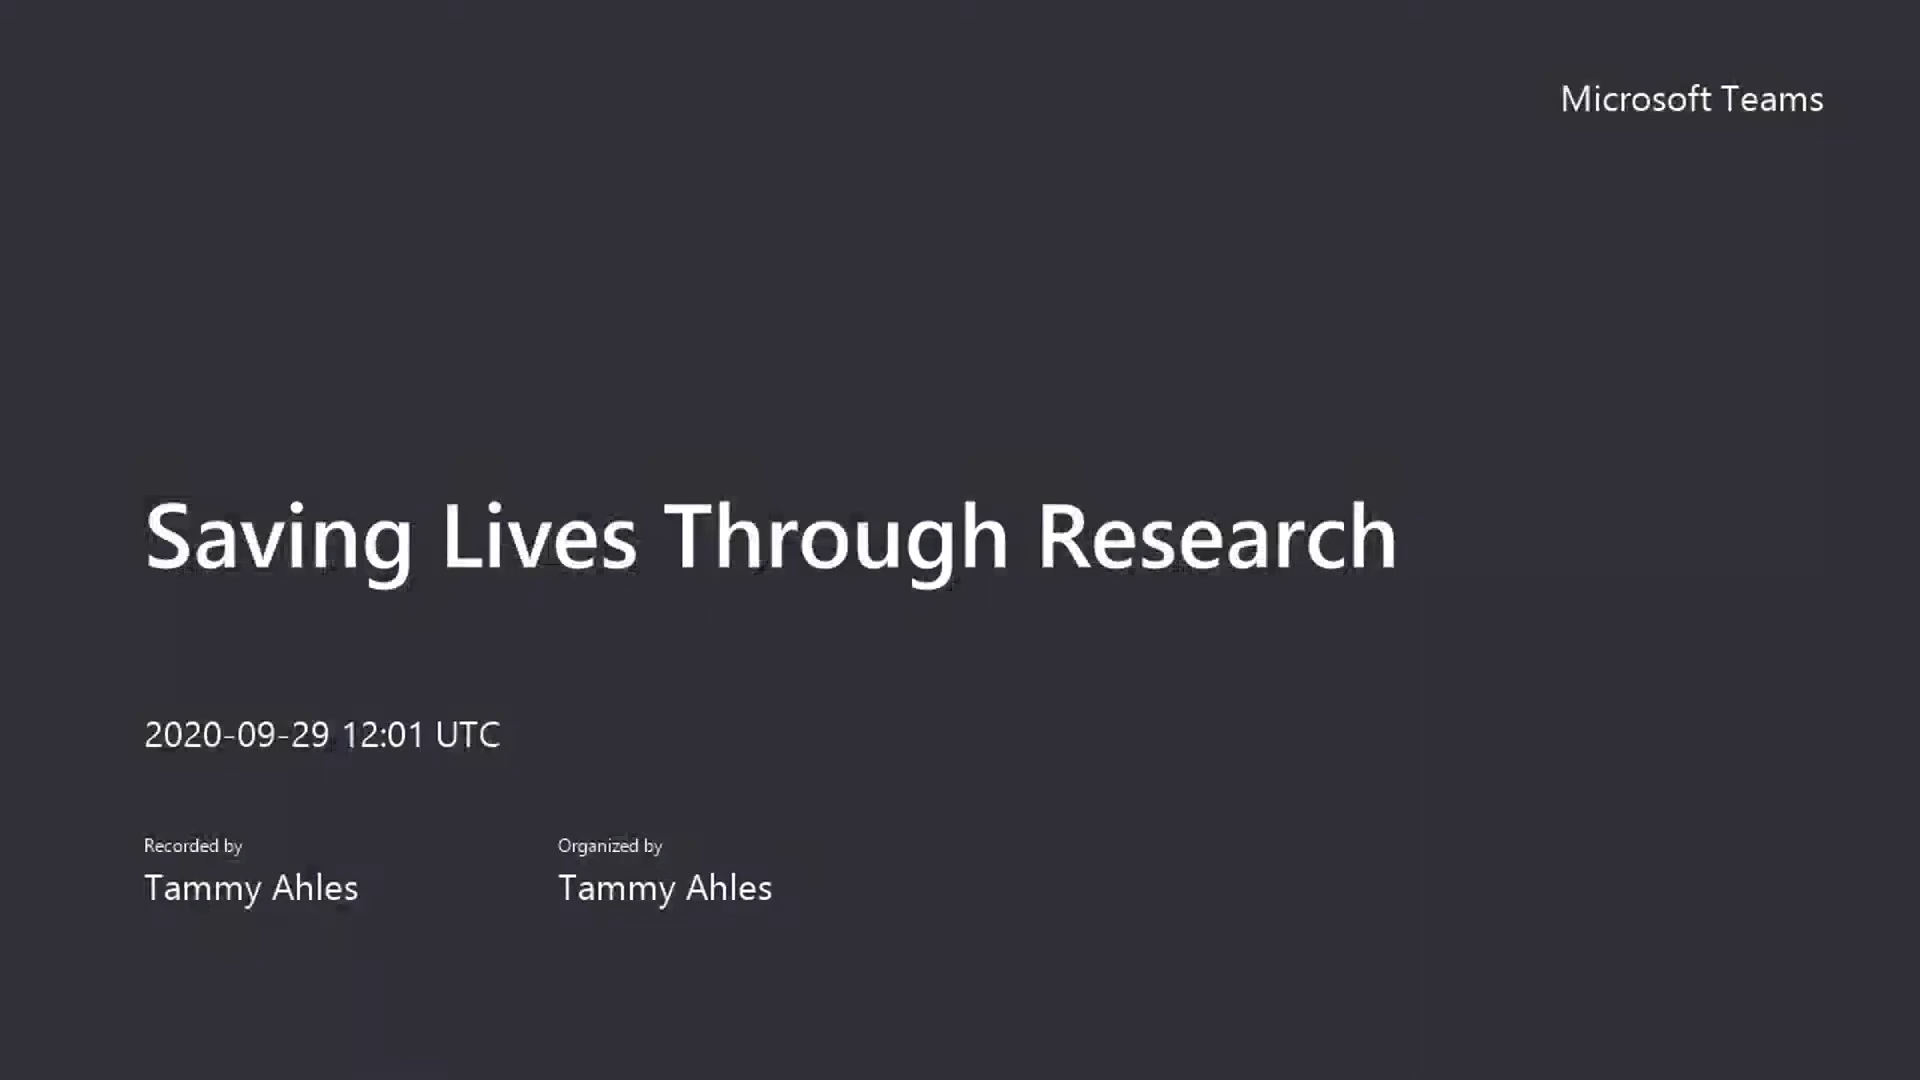 Microsoft Teams
Saving Lives Through Research
2020-09-29 12:01 UTC
Recorded by
Tammy Ahles
Organized by
Tammy Ahles